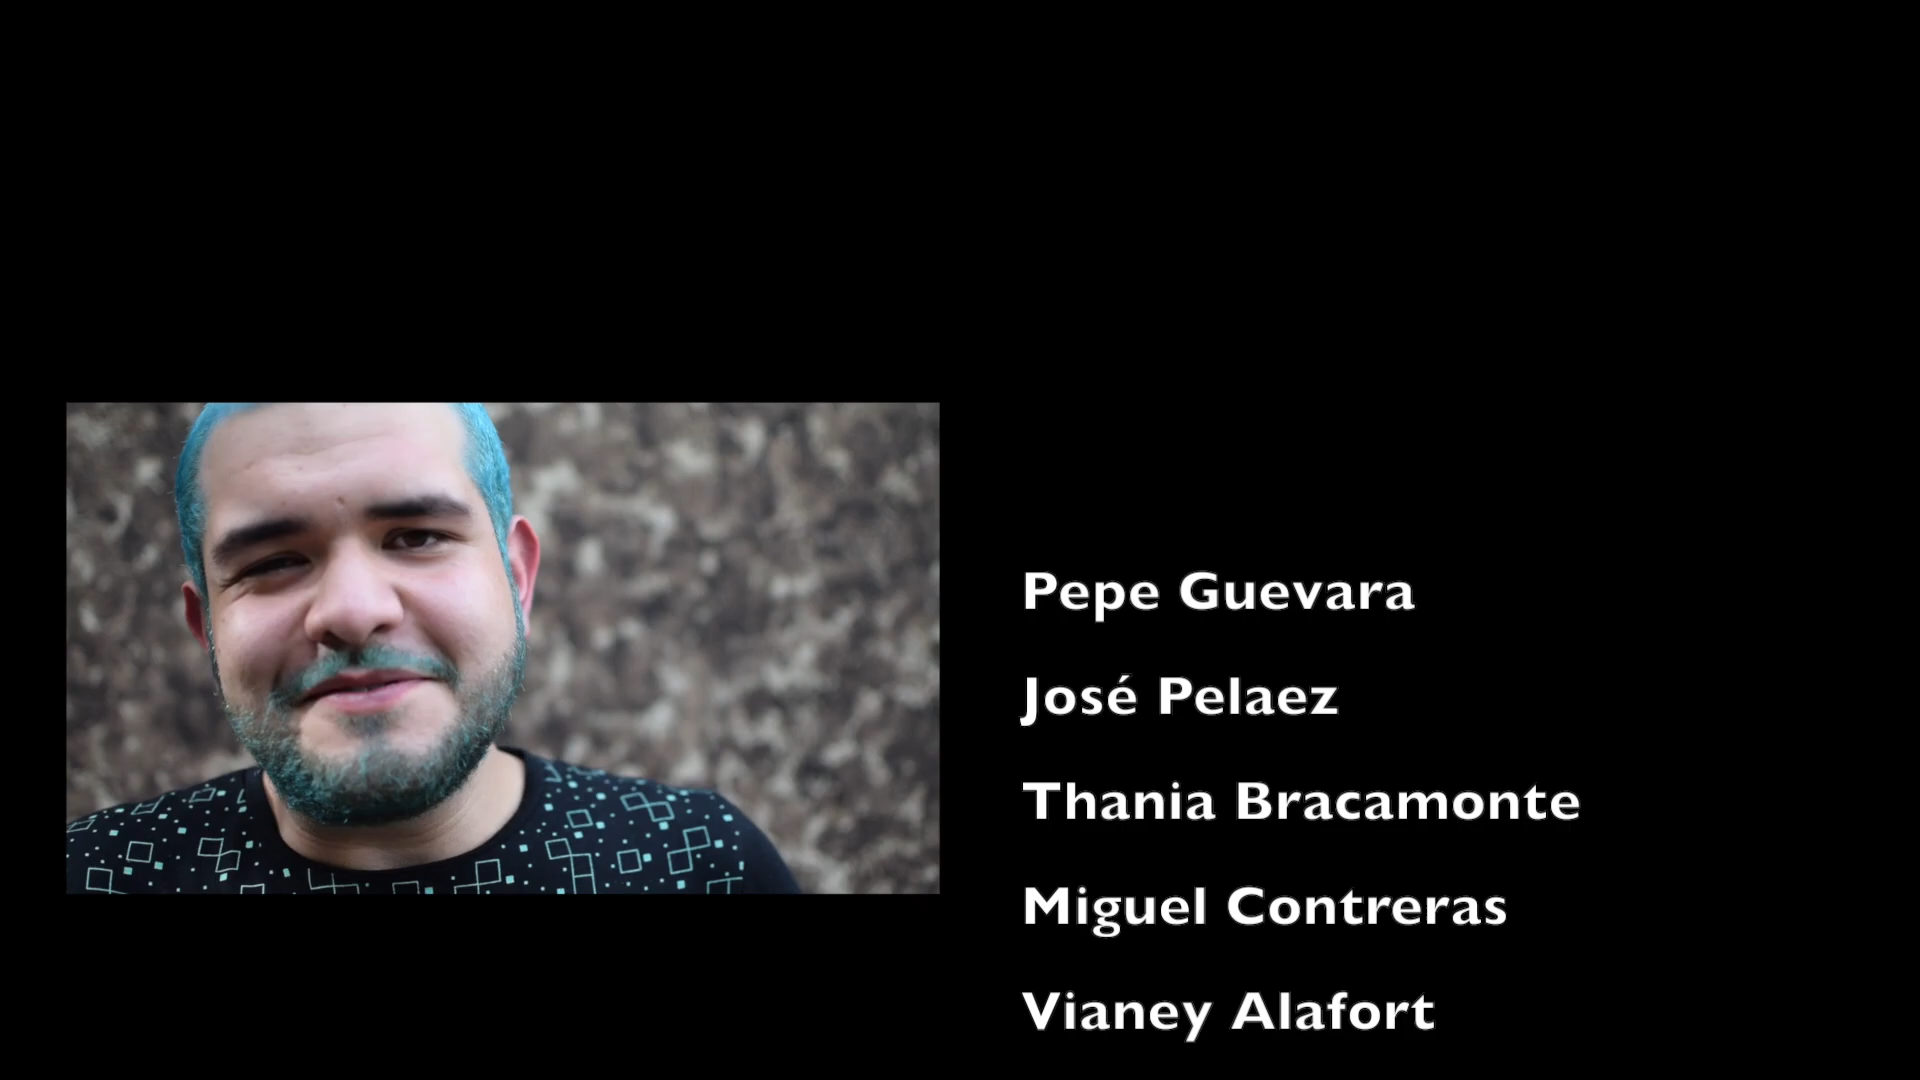 Pepe Guevara
José Pelaez
Thania Bracamonte
Miguel Contreras
Vianey Alafort